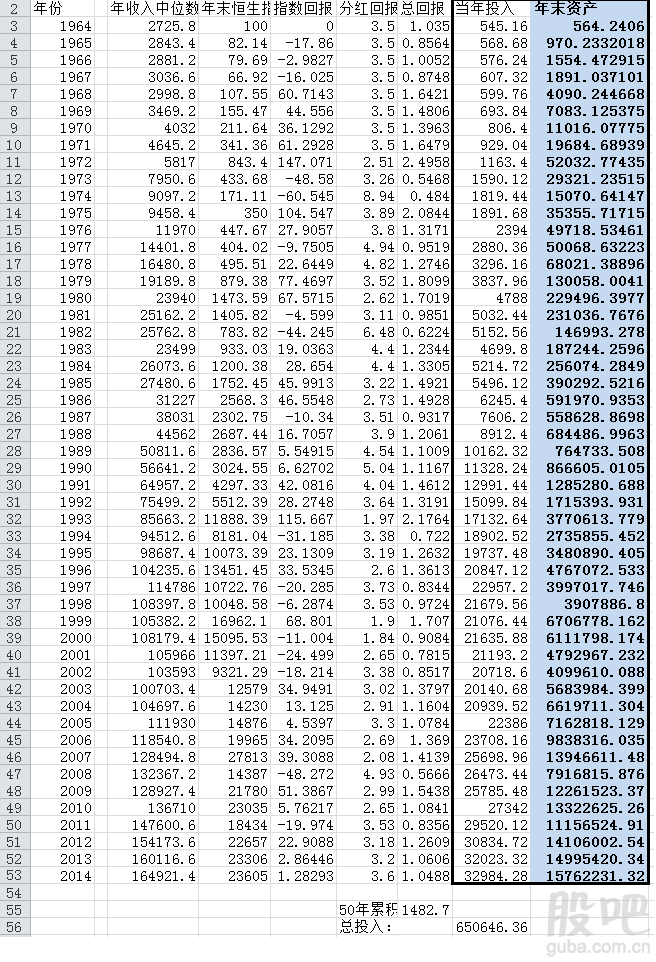 2 年份 年收入中位数 年末恒生指 指数回报 分红回报 总回报 当年投入 年末资产
3 1964 2725.8 100 0 3.5 1.035 545.16 564.2406
4 1965 2843.4 82.14 -17.86 3.5 0.8564 568.68 970.2332018
5 1966 2881.2 79.69 -2.9827 3.5 1.0052 576.24 1554.472915
6 1967 3036.6 66.92 -16.025 3.5 0.8748 607.32 1891.037101
7 1968 2998.8 107.55 60.7143 3.5 1.6421 599.76 4090.244668
8 1969 3469.2 155.47 44.556 3.5 1.4806 693.84 7083.125375
9 1970 4032 211.64 36.1292 3.5 1.3963 806.4 11016.07775
10 1971 4645.2 341.36 61.2928 3.5 1.6479 929.04 19684.68939
11 1972 5817 843.4 147.071 2.51 2.4958 1163.4 52032.77435
12 1973 7950.6 433.68 -48.58 3.26 0.5468 1590.12 29321.23515
13 1974 9097.2 171.11 -60.545 8.94 0.484 1819.44 15070.64147
14 1975 9458.4 350 104.547 3.89 2.0844 1891.68 35355.71715
15 1976 11970 447.67 27.9057 3.8 1.3171 2394 49718.53461
16 1977 14401.8 404.02 -9.7505 4.94 0.9519 2880.36 50068.63223
17 1978 16480.8 495.51 22.6449 4.82 1.2746 3296.16 68021.38896
18 1979 19189.8 879.38 77.4697 3.52 1.8099 3837.96 130058.0041
19 1980 23940 1473.59 67.5715 2.62 1.7019 4788 229496.3977
20 1981 25162.2 1405.82 -4.599 3.11 0.9851 5032.44 231036.7676
21 1982 25762.8 783.82 -44.245 6.48 0.6224 5152.56 146993.278
22 1983 23499 933.03 19.0363 4.4 1.2344 4699.8 187244.2596
23 1984 26073.6 1200.38 28.654 4.4 1.3305 5214.72 256074.2849
24 1985 27480.6 1752.45 45.9913 3.22 1.4921 5496.12 390292.5216
25 1986 31227 2568.3 46.5548 2.73 1.4928 6245.4 591970.9353
26 1987 38031 2302.75 -10.34 3.51 0.9317 7606.2 558628.8698
27 1988 44562 2687.44 16.7057 3.9 1.2061 8912.4 684486.9963
28 1989 50811.6 2836.57 5.54915 4.54 1.1009 10162.32 764733.508
29 1990 56641.2 3024.55 6.62702 5.04 1.1167 11328.24 866605.0105
30 1991 64957.2 4297.33 42.0816 4.04 1.4612 12991.44 1285280.688
31 1992 75499.2 5512.39 28.2748 3.64 1.3191 15099.84 1715393.931
32 1993 85663.2 11888.39 115.667 1.97 2.1764 17132.64 3770613.779
33 1994 94512.6 8181.04 -31.185 3.38 0.722 18902.52 2735855.452
34 1995 98687.4 10073.39 23.1309 3.19 1.2632 19737.48 3480890.405
35 1996 104235.6 13451.45 33.5345 2.6 1.3613 20847.12 4767072.533
36 1997 114786 10722.76 -20.285 3.73 0.8344 22957.2 3997017.746
37 1998 108397.8 10048.58 -6.2874 3.53 0.9724 21679.56 3907886.8
38 1999 105382.2 16962.1 68.801 1.9 1.707 21076.44 6706778.162
39 2000 108179.4 15095.53 -11.004 1.84 0.9084 21635.88 6111798.174
40 2001 105966 11397.21 -24.499 2.65 0.7815 21193.2 4792967.232
41 2002 103593 9321.29 -18.214 3.38 0.8517 20718.6 4099610.088
42 2003 100703.4 12579 34.9491 3.02 1.3797 20140.68 5683984.399
43 2004 104697.6 14230 13.125 2.91 1.1604 20939.52 6619711.304
44 2005 111930 14876 4.5397 3.3 1.0784 22386 7162818.129
45 2006 118540.8 19965 34.2095 2.69 1.369 23708.16 9838316.035
46 2007 128494.8 27813 39.3088 2.08 1.4139 25698.96 13946611.48
47 2008 132367.2 14387 -48.272 4.93 0.5666 26473.44 7916815.876
48 2009 128927.4 21780 51.3867 2.99 1.5438 25785.48 12261523.37
49 2010 136710 23035 5.76217 2.65 1.0841 27342 13322625.26
50 2011 147600.6 18434 -19.974 3.53 0.8356 29520.12 11156524.91
51 2012 154173.6 22657 22.9088 3.18 1.2609 30834.72 14106002.54
52 2013 160116.6 23306 2.86446 3.2 1.0606 32023.32 14995420.34
53 2014 164921.4 23605 1.28293 3.6 1.0488 32984.28 15762231.32
54
55 50年累积 1482.7
56 总投入： 650646.36
股吧
guba.com.cn